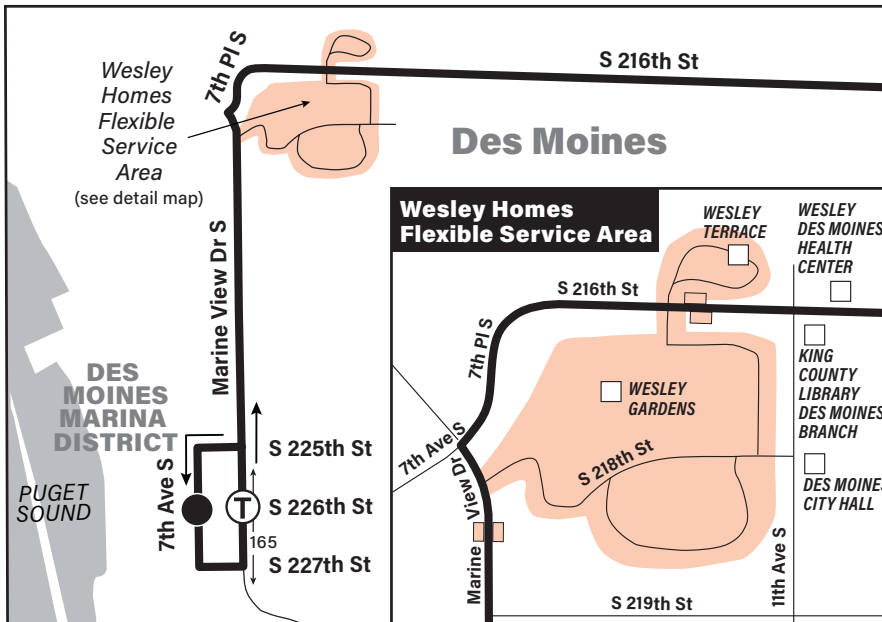 7th Pl S
S 216th St
Wesley
Homes
Flexible
Service
Area
(see detail map)
Des Moines
Marine View Dr S
DES
MOINES
MARINA
DISTRICT
S 225th St
7th Ave S
PUGET
SOUND
T
S 226th St
165
S 227th St
Wesley Homes
Flexible Service Area
WESLEY
TERRACE
WESLEY
DES MOINES
HEALTH
CENTER
S 216th St
7th Pl S
KING
COUNTY
LIBRARY
DES MOINES
BRANCH
WESLEY
GARDENS
7th Ave S
S 218th St
DES MOINES
CITY HALL
Marine View Dr
11th Ave S
S 219th St